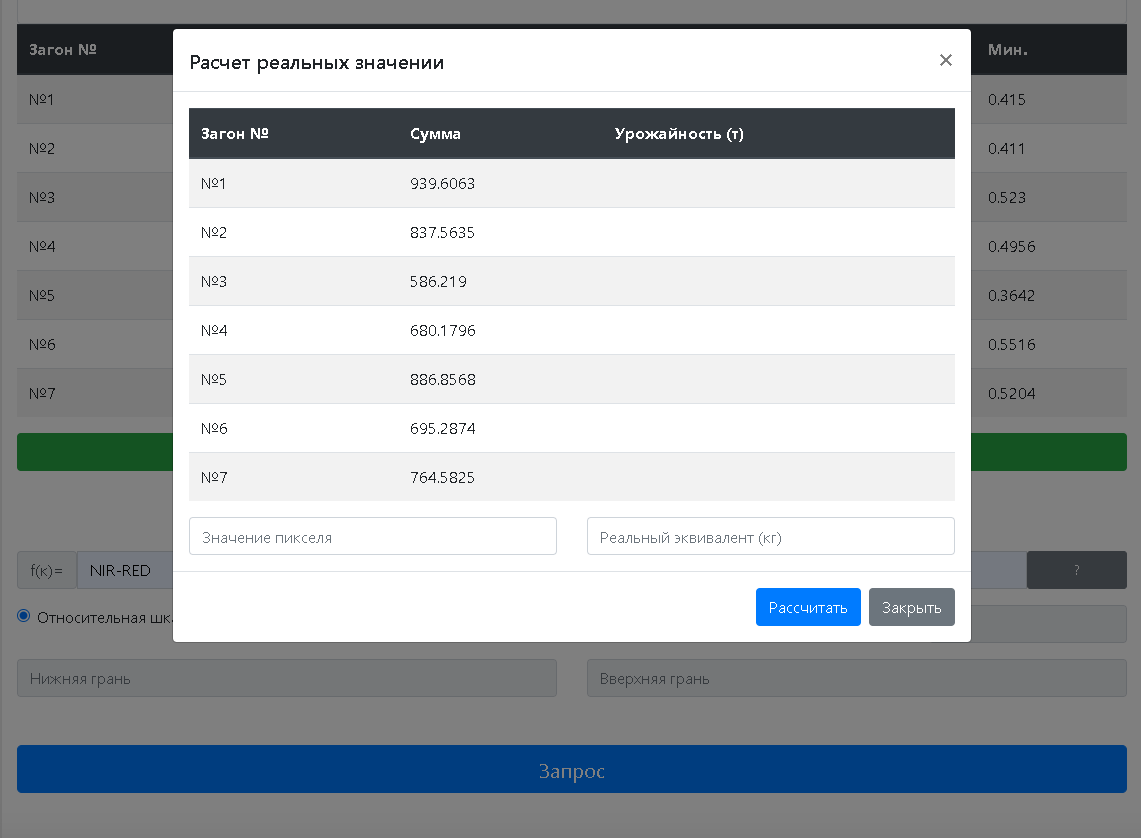 Расчет реальных значении ×
Загон № Сумма Урожайность (т)
№1 939.6063
№2 837.5635
№3 586.219
№4 680.1796
№5 886.8568
№6 695.2874
№7 764.5825
Значение пикселя Реальный эквивалент (кг)
Рассчитать Закрыть
Загон № Мин.
№1 0.415
№2 0.411
№3 0.523
№4 0.4956
№5 0.3642
№6 0.5516
№7 0.5204
f(к)= NIR-RED ?
Относительная шка
Нижняя грань Вверхняя грань
Запрос